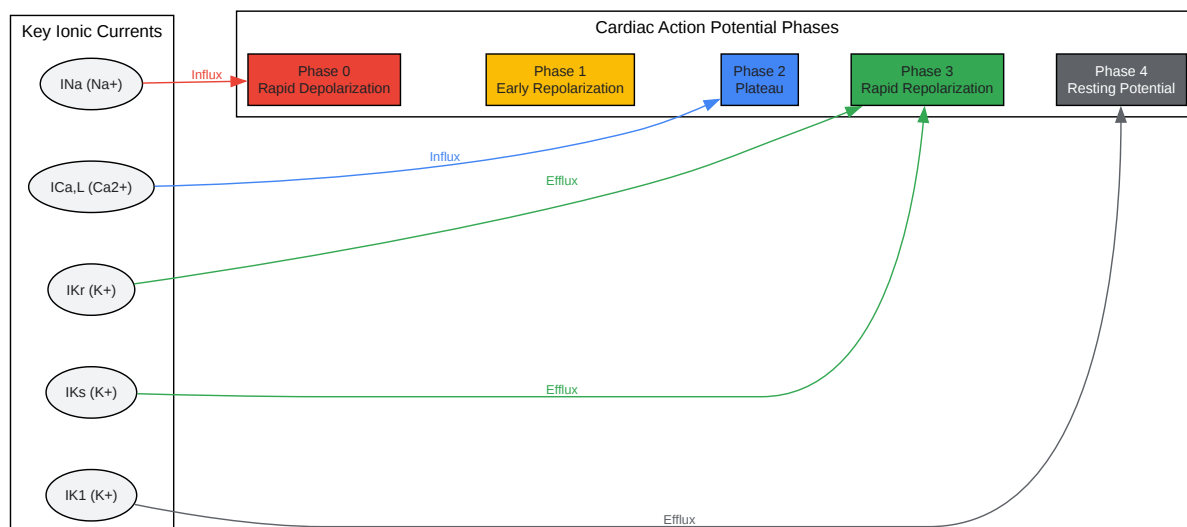 Key Ionic Currents
Cardiac Action Potential Phases
INa (Na+)
Influx
Phase 0
Rapid Depolarization
Phase 1
Early Repolarization
Phase 2
Plateau
Phase 3
Rapid Repolarization
Phase 4
Resting Potential
ICa,L (Ca2+)
Influx
Efflux
IKr (K+)
IKs (K+)
Efflux
IK1 (K+)
Efflux